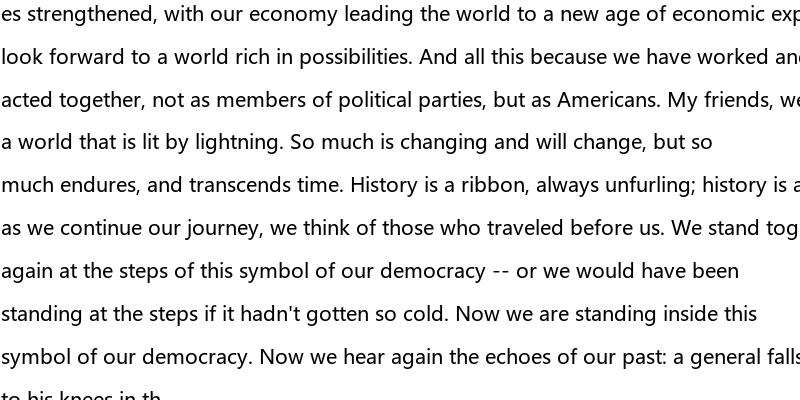 es strengthened, with our economy leading the world to a new age of economic exp
look forward to a world rich in possibilities. And all this because we have worked an
acted together, not as members of political parties, but as Americans. My friends, we
a world that is lit by lightning. So much is changing and will change, but so
much endures, and transcends time. History is a ribbon, always unfurling; history is a
as we continue our journey, we think of those who traveled before us. We stand tog
again at the steps of this symbol of our democracy -- or we would have been
standing at the steps if it hadn't gotten so cold. Now we are standing inside this
symbol of our democracy. Now we hear again the echoes of our past: a general falls
to his knees in th